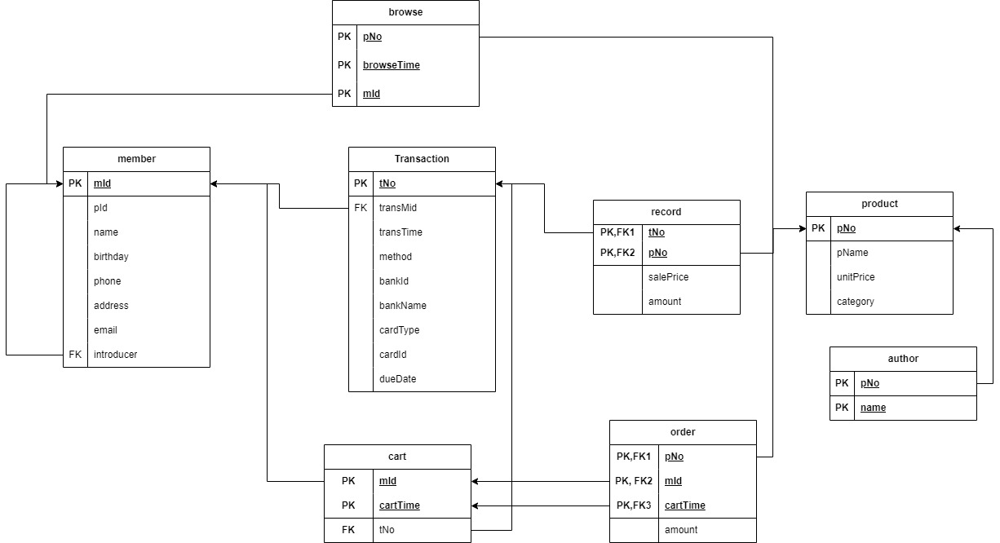 browse
PK pNo
PK browseTime
PK mId
member
PK mId
pId
name
birthday
phone
address
email
FK introducer
Transaction
PK tNo
FK transMid
transTime
method
bankId
bankName
cardType
cardId
dueDate
record
PK,FK1 tNo
PK,FK2 pNo
salePrice
amount
product
PK pNo
pName
unitPrice
category
author
PK pNo
PK name
cart
PK mId
PK cartTime
FK tNo
order
PK,FK1 pNo
PK, FK2 mId
PK,FK3 cartTime
amount